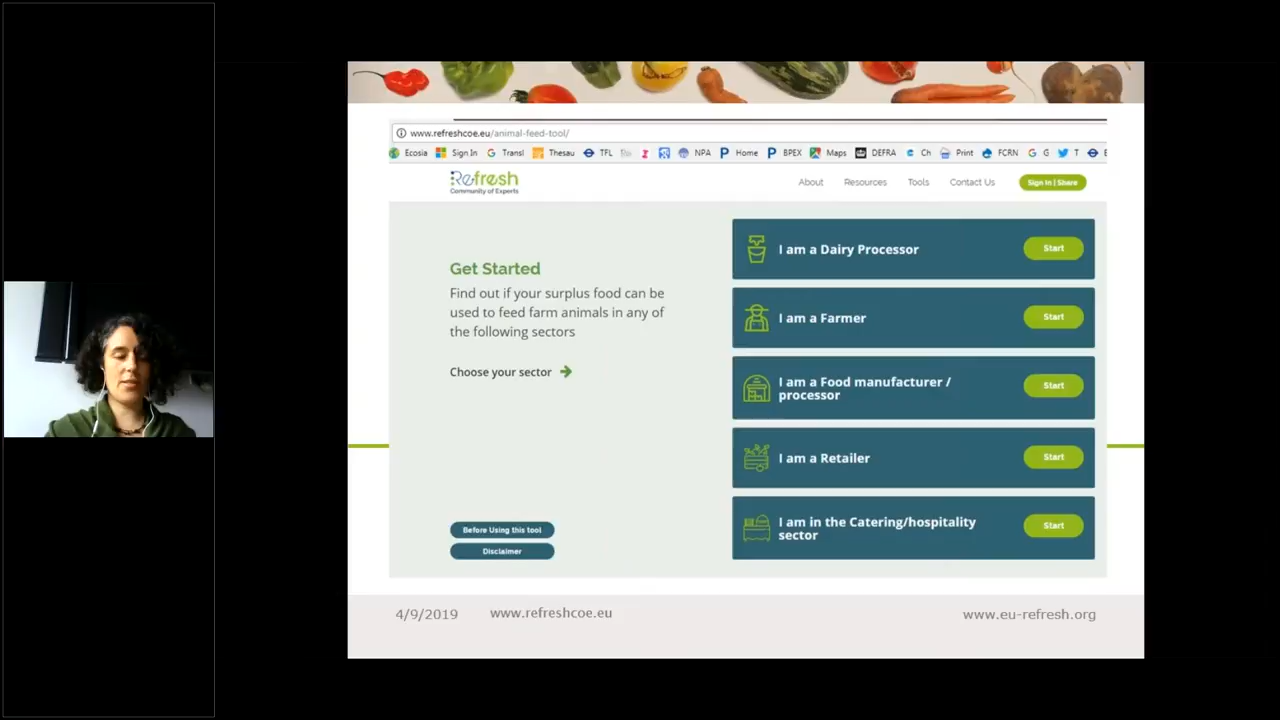 www.refreshcoe.eu/animal-feed-tool/
Ecosia Sign In Transl Thesau TFL NPA Home BPEX Maps DEFRA Ch Print FCRN G T E
Refresh
Community of Experts
About Resources Tools Contact Us Sign In | Share
Get Started
Find out if your surplus food can be
used to feed farm animals in any of
the following sectors
Choose your sector
Before Using this tool
Disclaimer
I am a Dairy Processor Start
I am a Farmer Start
I am a Food manufacturer /
processor Start
I am a Retailer Start
I am in the Catering/hospitality
sector Start
4/9/2019 www.refreshcoe.eu www.eu-refresh.org